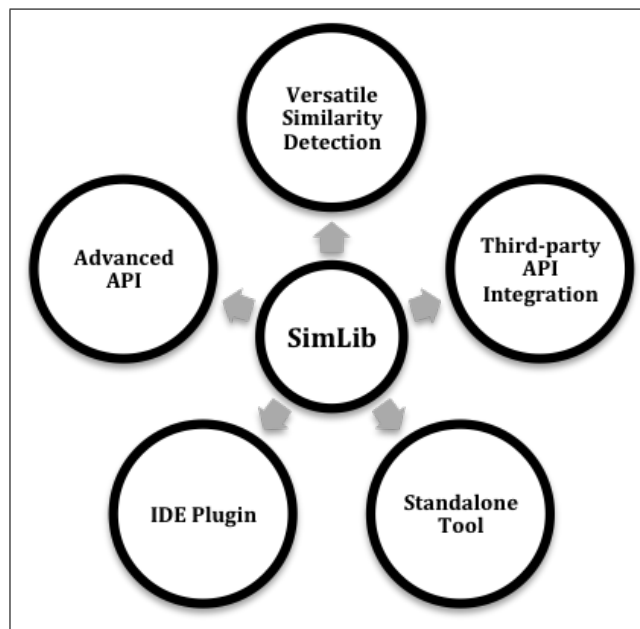 Versatile
Similarity
Detection
Advanced
API
Third-party
API
Integration
SimLib
IDE Plugin
Standalone
Tool